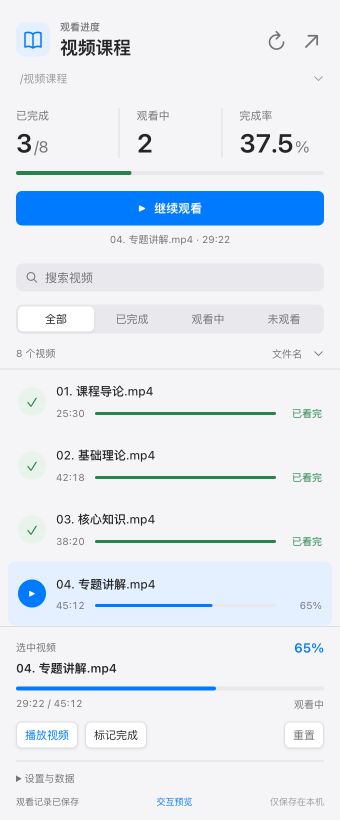 观看进度
视频课程
/视频课程
已完成 观看中 完成率
3/8 2 37.5%
继续观看
04. 专题讲解.mp4 · 29:22
搜索视频
全部 已完成 观看中 未观看
8 个视频 文件名
01. 课程导论.mp4
25:30 已看完
02. 基础理论.mp4
42:18 已看完
03. 核心知识.mp4
38:20 已看完
04. 专题讲解.mp4
45:12 65%
选中视频 65%
04. 专题讲解.mp4
29:22 / 45:12 观看中
播放视频 标记完成 重置
设置与数据
观看记录已保存 交互预览 仅保存在本机